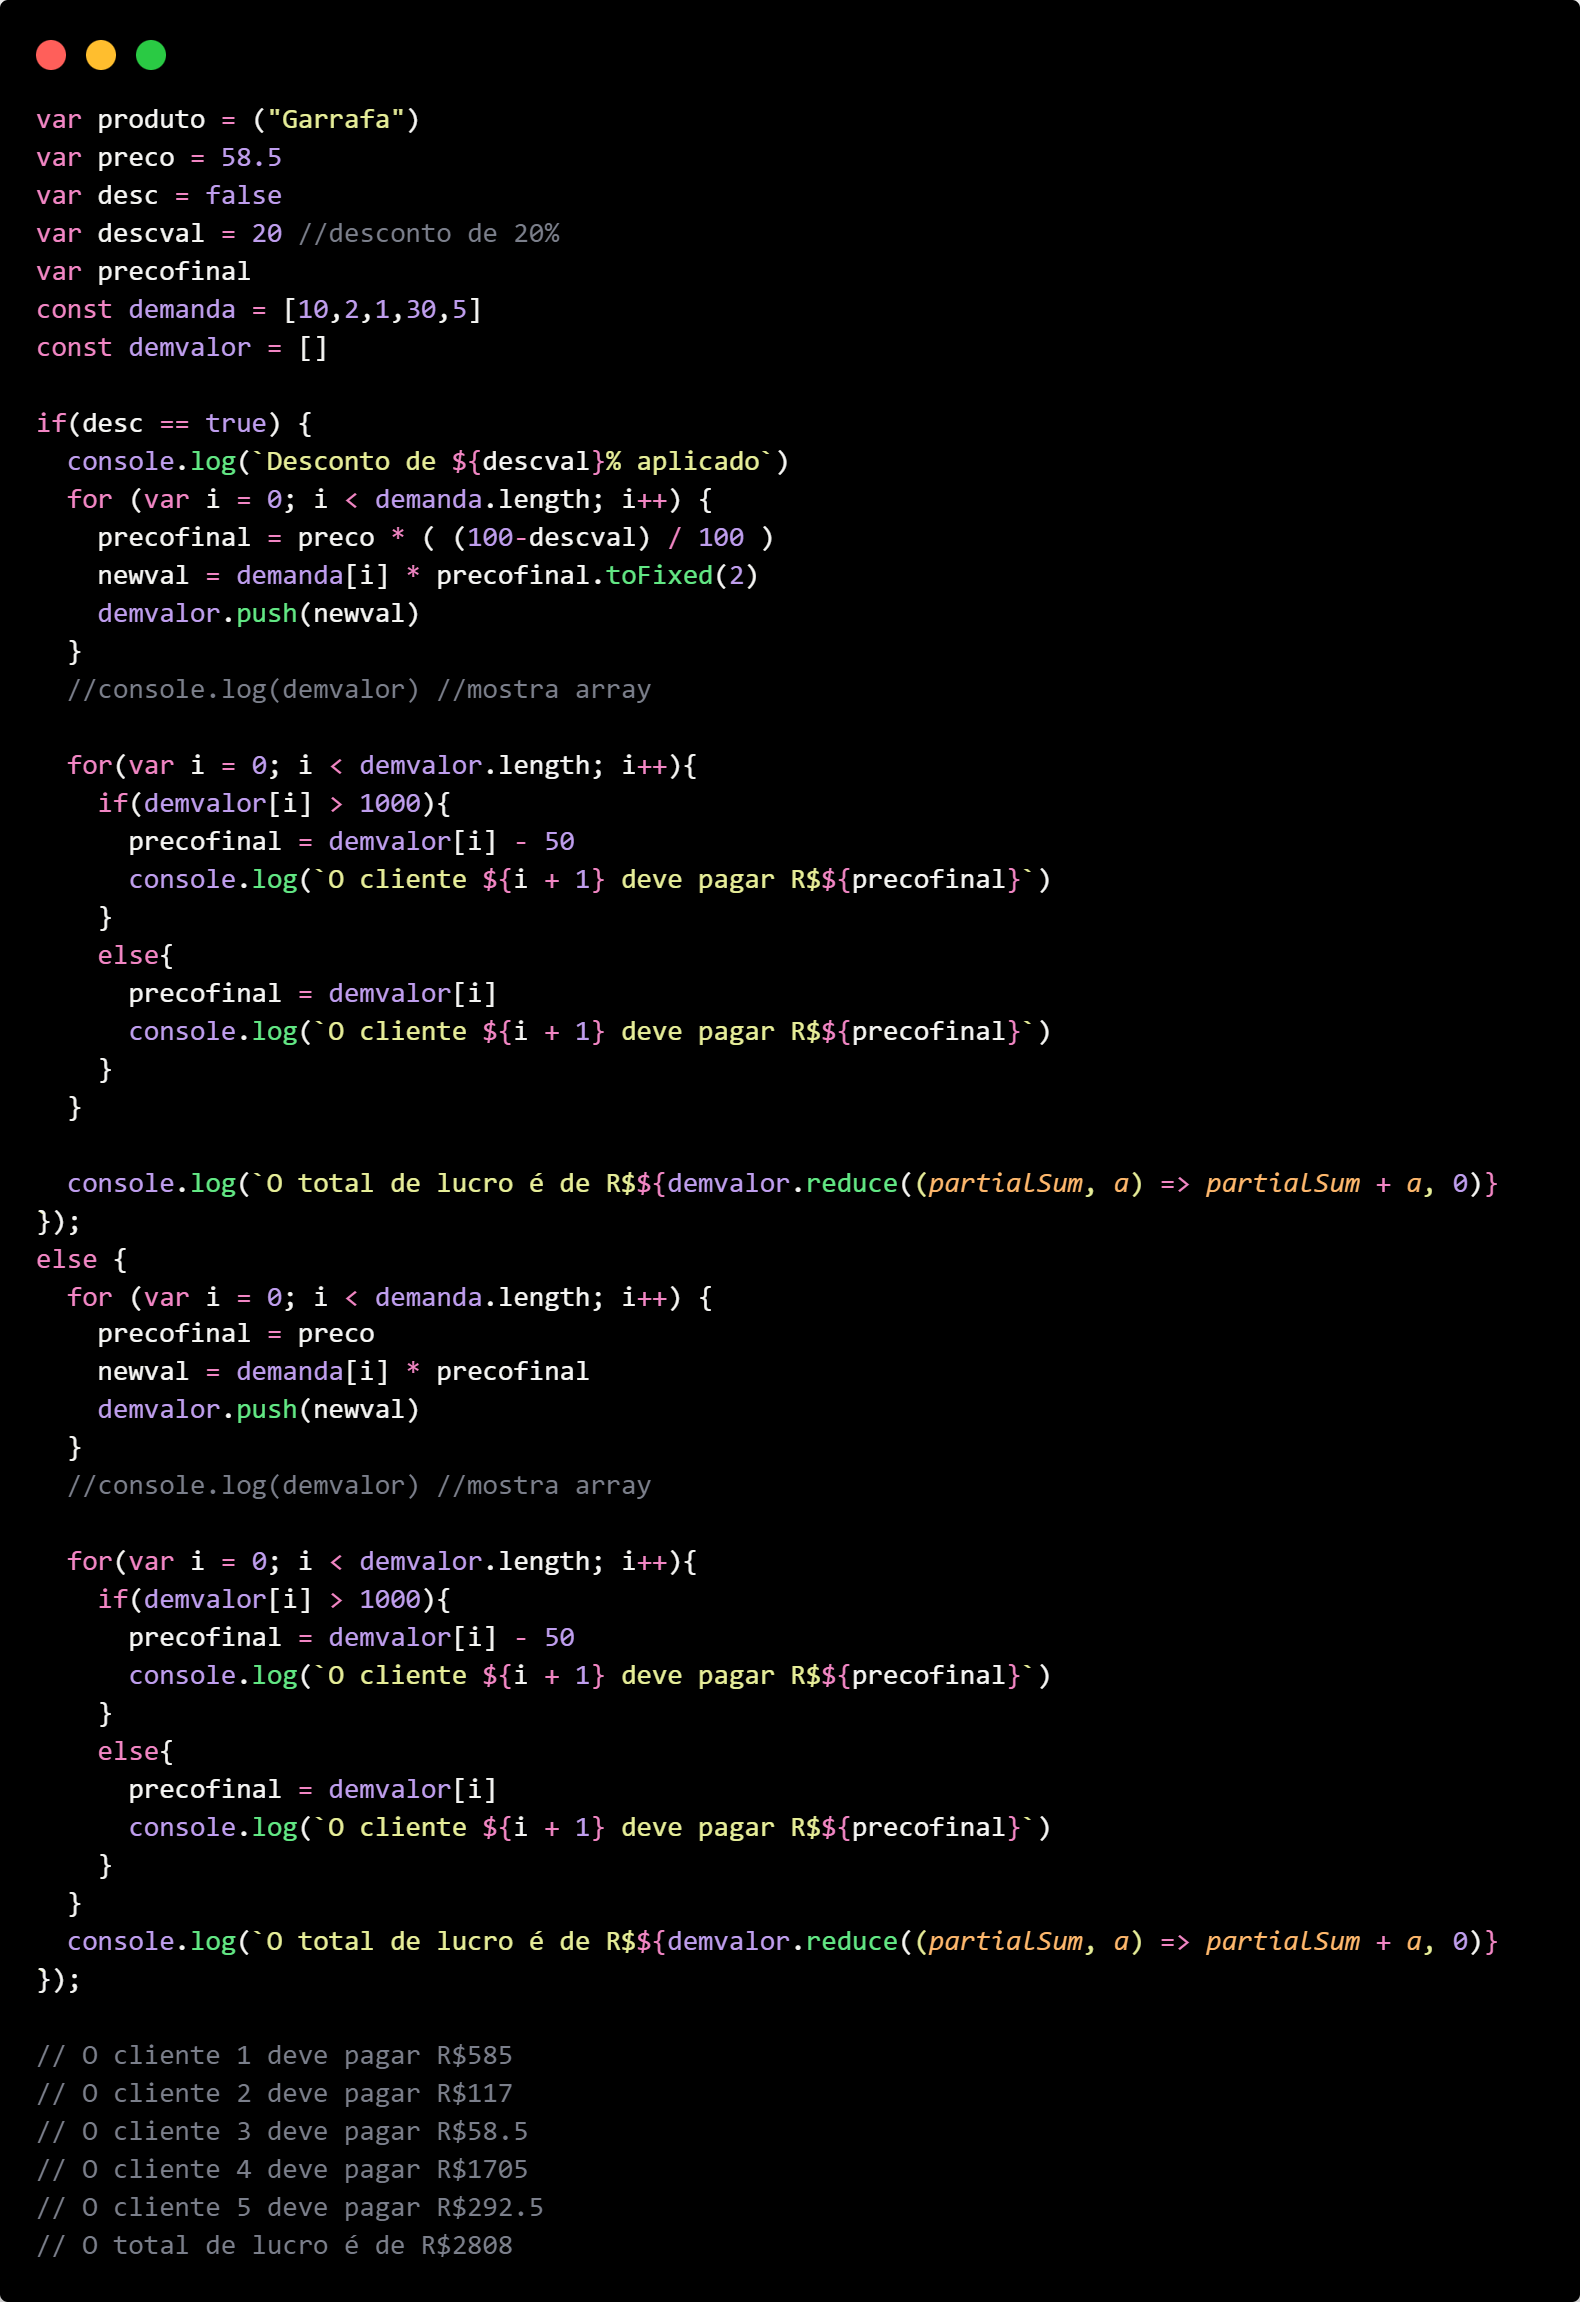 var produto = ("Garrafa")
var preco = 58.5
var desc = false
var descval = 20 //desconto de 20%
var precofinal
const demanda = [10,2,1,30,5]
const demvalor = []

if(desc == true) {
  console.log(`Desconto de ${descval}% aplicado`)
  for (var i = 0; i < demanda.length; i++) {
    precofinal = preco * ( (100-descval) / 100 )
    newval = demanda[i] * precofinal.toFixed(2)
    demvalor.push(newval)
  }
  //console.log(demvalor) //mostra array

  for(var i = 0; i < demvalor.length; i++){
    if(demvalor[i] > 1000){
      precofinal = demvalor[i] - 50
      console.log(`O cliente ${i + 1} deve pagar R$${precofinal}`)
    }
    else{
      precofinal = demvalor[i]
      console.log(`O cliente ${i + 1} deve pagar R$${precofinal}`)
    }
  }

  console.log(`O total de lucro é de R$${demvalor.reduce((partialSum, a) => partialSum + a, 0)}
});
else {
  for (var i = 0; i < demanda.length; i++) {
    precofinal = preco
    newval = demanda[i] * precofinal
    demvalor.push(newval)
  }
  //console.log(demvalor) //mostra array

  for(var i = 0; i < demvalor.length; i++){
    if(demvalor[i] > 1000){
      precofinal = demvalor[i] - 50
      console.log(`O cliente ${i + 1} deve pagar R$${precofinal}`)
    }
    else{
      precofinal = demvalor[i]
      console.log(`O cliente ${i + 1} deve pagar R$${precofinal}`)
    }
  }
  console.log(`O total de lucro é de R$${demvalor.reduce((partialSum, a) => partialSum + a, 0)}
});

// O cliente 1 deve pagar R$585
// O cliente 2 deve pagar R$117
// O cliente 3 deve pagar R$58.5
// O cliente 4 deve pagar R$1705
// O cliente 5 deve pagar R$292.5
// O total de lucro é de R$2808